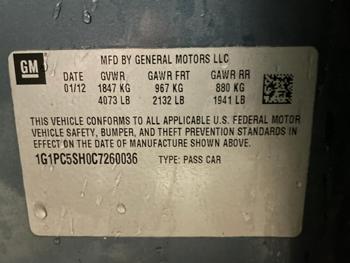 GM
MFD BY GENERAL MOTORS LLC
DATE GVWR GAWR FRT GAWR RR
01/12 1847 KG 967 KG 880 KG
4073 LB 2132 LB 1941 LB
THIS VEHICLE CONFORMS TO ALL APPLICABLE U.S. FEDERAL MOTOR
VEHICLE SAFETY, BUMPER, AND THEFT PREVENTION STANDARDS IN
EFFECT ON THE DATE OF MANUFACTURE SHOWN ABOVE.
1G1PC5SH0C7260036 TYPE: PASS CAR